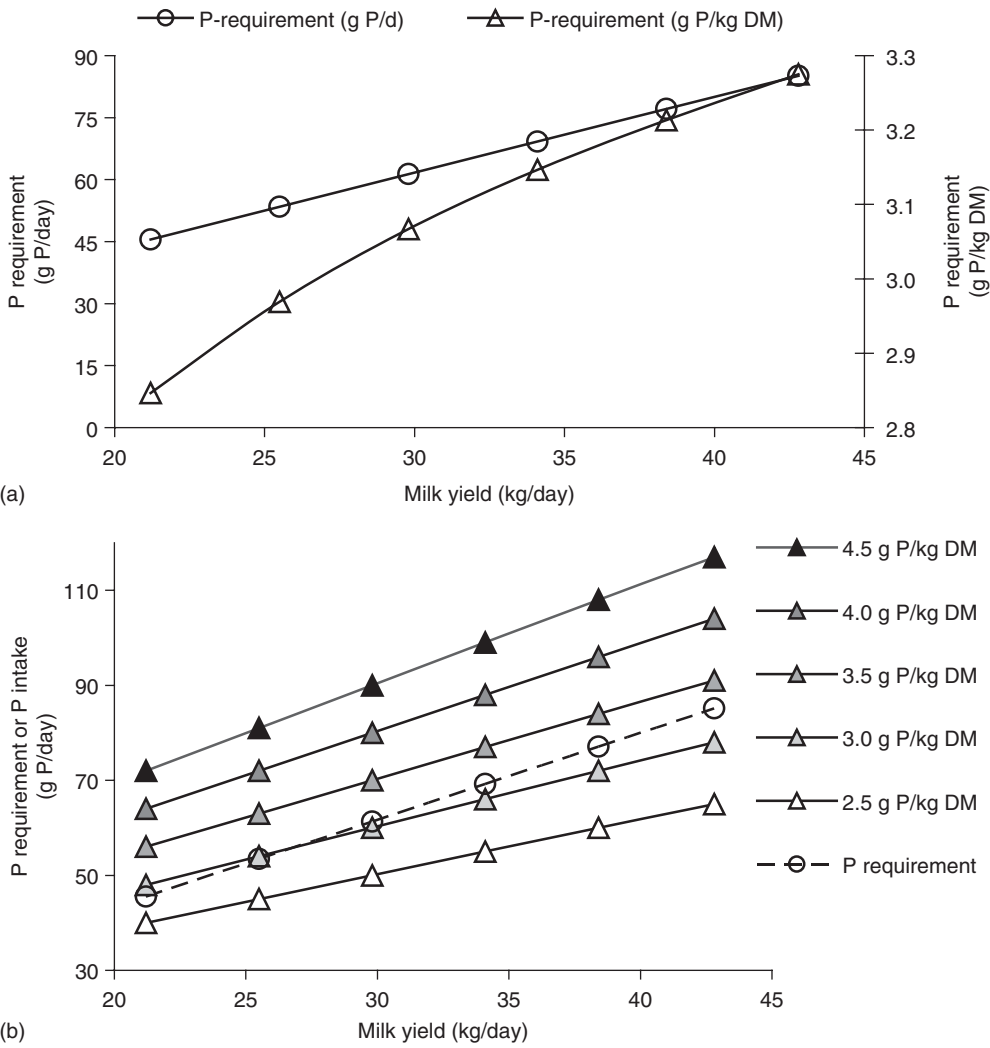 P-requirement (g P/d)
P-requirement (g P/kg DM)
90
75
60
45
30
15
0
P requirement
(g P/day)
3.3
3.2
3.1
3.0
2.9
2.8
P requirement
(g P/kg DM)
20
25
30
35
40
45
(a)
Milk yield (kg/day)
110
90
70
50
30
P requirement or P intake
(g P/day)
4.5 g P/kg DM
4.0 g P/kg DM
3.5 g P/kg DM
3.0 g P/kg DM
2.5 g P/kg DM
P requirement
20
25
30
35
40
45
(b)
Milk yield (kg/day)